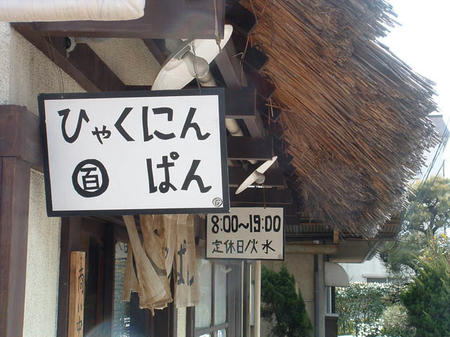 ひゃくにん
百 ぱん
8:00～19:00
定休日/火 水